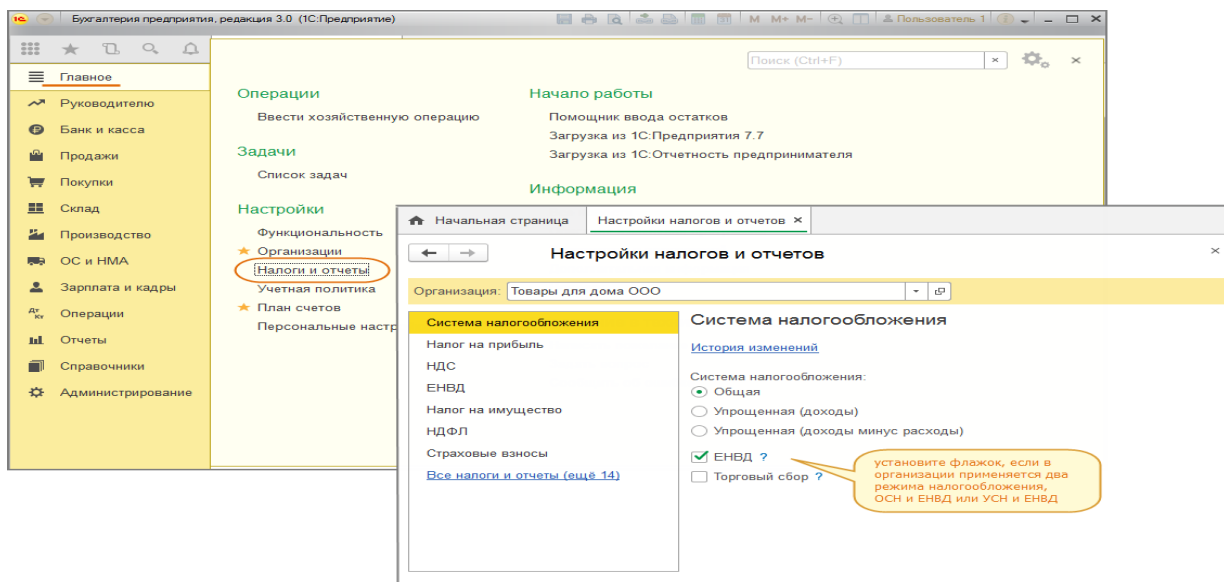 Бухгалтерия предприятия, редакция 3.0 (1С:Предприятие)
M M+ M-
Пользователь 1
Поиск (Ctrl+F)
Главное
Руководителю
Банк и касса
Продажи
Покупки
Склад
Производство
ОС и НМА
Зарплата и кадры
Операции
Отчеты
Справочники
Администрирование
Операции
Ввести хозяйственную операцию
Задачи
Список задач
Настройки
Функциональность
Организации
Налоги и отчеты
Учетная политика
План счетов
Персональные настр
Начало работы
Помощник ввода остатков
Загрузка из 1С:Предприятия 7.7
Загрузка из 1С:Отчетность предпринимателя
Информация
Начальная страница
Настройки налогов и отчетов ×
Настройки налогов и отчетов
Организация: Товары для дома ООО
Система налогообложения
Налог на прибыль
НДС
ЕНВД
Налог на имущество
НДФЛ
Страховые взносы
Все налоги и отчеты (ещё 14)
Система налогообложения
История изменений
Система налогообложения:
Общая
Упрощенная (доходы)
Упрощенная (доходы минус расходы)
ЕНВД ?
Торговый сбор ?
установите флажок, если в
организации применяется два
режима налогообложения,
ОСН и ЕНВД или УСН и ЕНВД